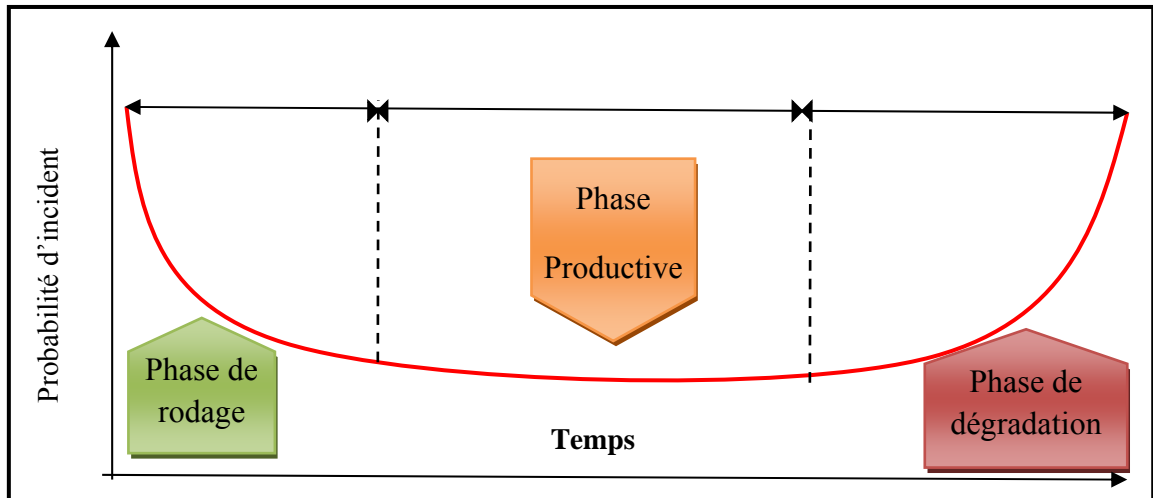 Probabilité d'incident
Phase
Productive
Phase de
rodage
Phase de
dégradation
Temps